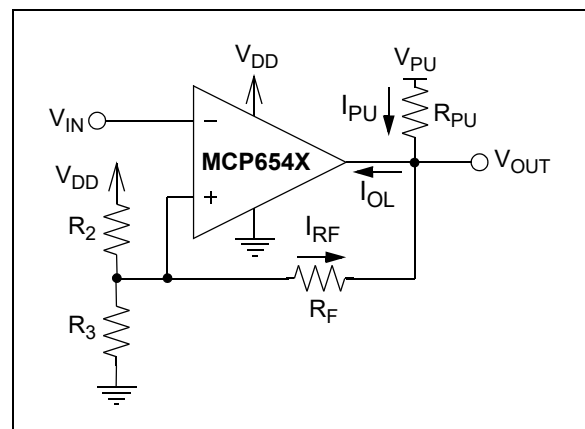 V_PU
V_DD
I_PU
R_PU
V_IN
−
MCP654X
V_OUT
V_DD
+
I_OL
R_2
I_RF
R_3
R_F